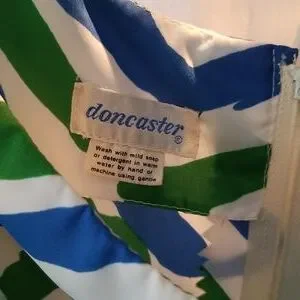 doncaster®
Wash with mild soap
or detergent in warm
water by hand or
machine using gentle